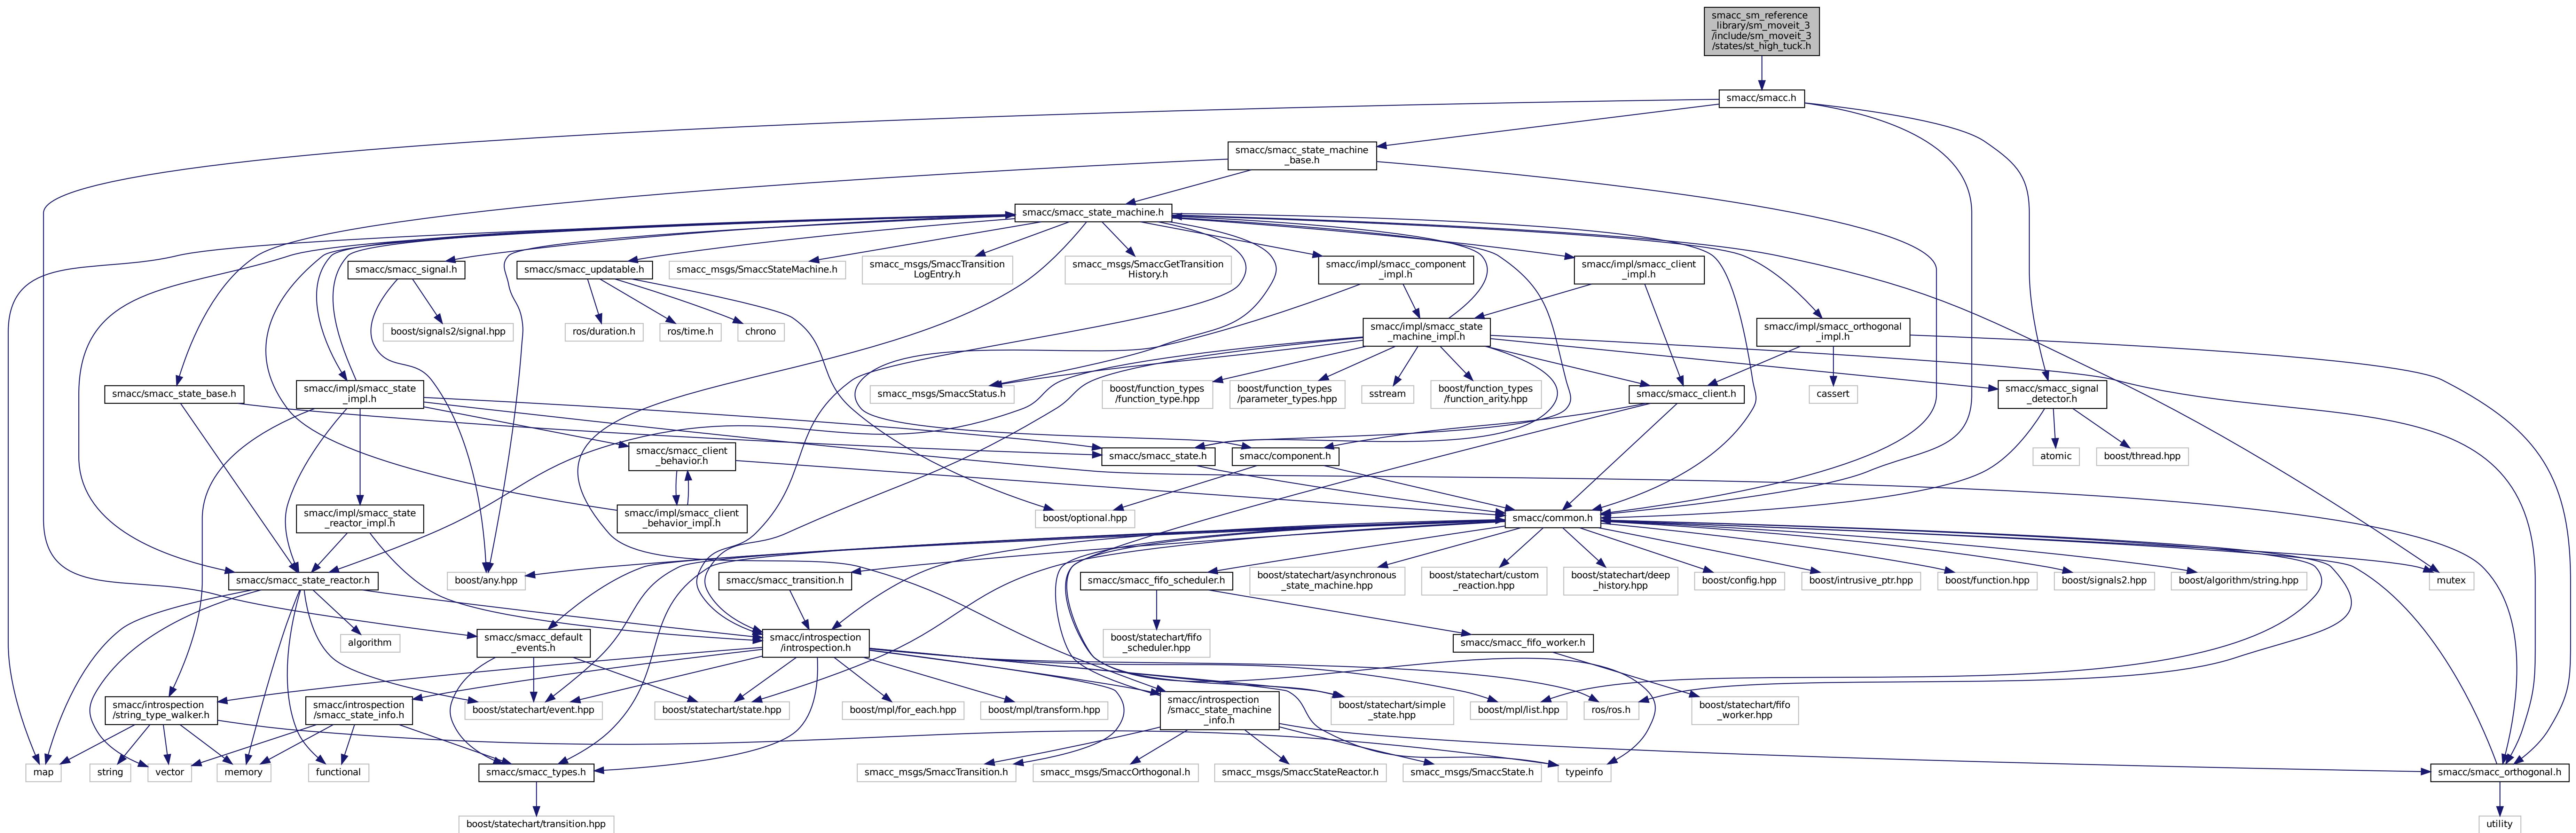 smacc_sm_reference
_library/sm_moveit_3
/include/sm_moveit_3
/states/st_high_tuck.h
smacc/smacc.h
smacc/smacc_state_machine
_base.h
smacc/smacc_state_machine.h
smacc/smacc_signal.h
smacc/smacc_updatable.h
smacc_msgs/SmaccStateMachine.h
smacc_msgs/SmaccTransition
LogEntry.h
smacc_msgs/SmaccGetTransition
History.h
smacc/impl/smacc_component
_impl.h
smacc/impl/smacc_client
_impl.h
boost/signals2/signal.hpp
ros/duration.h
ros/time.h
chrono
smacc/impl/smacc_state
_machine_impl.h
smacc/impl/smacc_orthogonal
_impl.h
smacc/smacc_state_base.h
smacc/impl/smacc_state
_impl.h
smacc_msgs/SmaccStatus.h
boost/function_types
/function_type.hpp
boost/function_types
/parameter_types.hpp
sstream
boost/function_types
/function_arity.hpp
smacc/smacc_client.h
cassert
smacc/smacc_signal
_detector.h
smacc/smacc_client
_behavior.h
smacc/smacc_state.h
smacc/component.h
atomic
boost/thread.hpp
smacc/impl/smacc_state
_reactor_impl.h
smacc/impl/smacc_client
_behavior_impl.h
boost/optional.hpp
smacc/common.h
smacc/smacc_state_reactor.h
boost/any.hpp
smacc/smacc_transition.h
smacc/smacc_fifo_scheduler.h
boost/statechart/asynchronous
_state_machine.hpp
boost/statechart/custom
_reaction.hpp
boost/statechart/deep
_history.hpp
boost/config.hpp
boost/intrusive_ptr.hpp
boost/function.hpp
boost/signals2.hpp
boost/algorithm/string.hpp
mutex
algorithm
smacc/smacc_default
_events.h
smacc/introspection
/introspection.h
boost/statechart/fifo
_scheduler.hpp
smacc/smacc_fifo_worker.h
smacc/introspection
/string_type_walker.h
smacc/introspection
/smacc_state_info.h
boost/statechart/event.hpp
boost/statechart/state.hpp
boost/mpl/for_each.hpp
boost/mpl/transform.hpp
smacc/introspection
/smacc_state_machine
_info.h
boost/statechart/simple
_state.hpp
boost/mpl/list.hpp
ros/ros.h
boost/statechart/fifo
_worker.hpp
map
string
vector
memory
functional
smacc/smacc_types.h
smacc_msgs/SmaccTransition.h
smacc_msgs/SmaccOrthogonal.h
smacc_msgs/SmaccStateReactor.h
smacc_msgs/SmaccState.h
typeinfo
smacc/smacc_orthogonal.h
boost/statechart/transition.hpp
utility